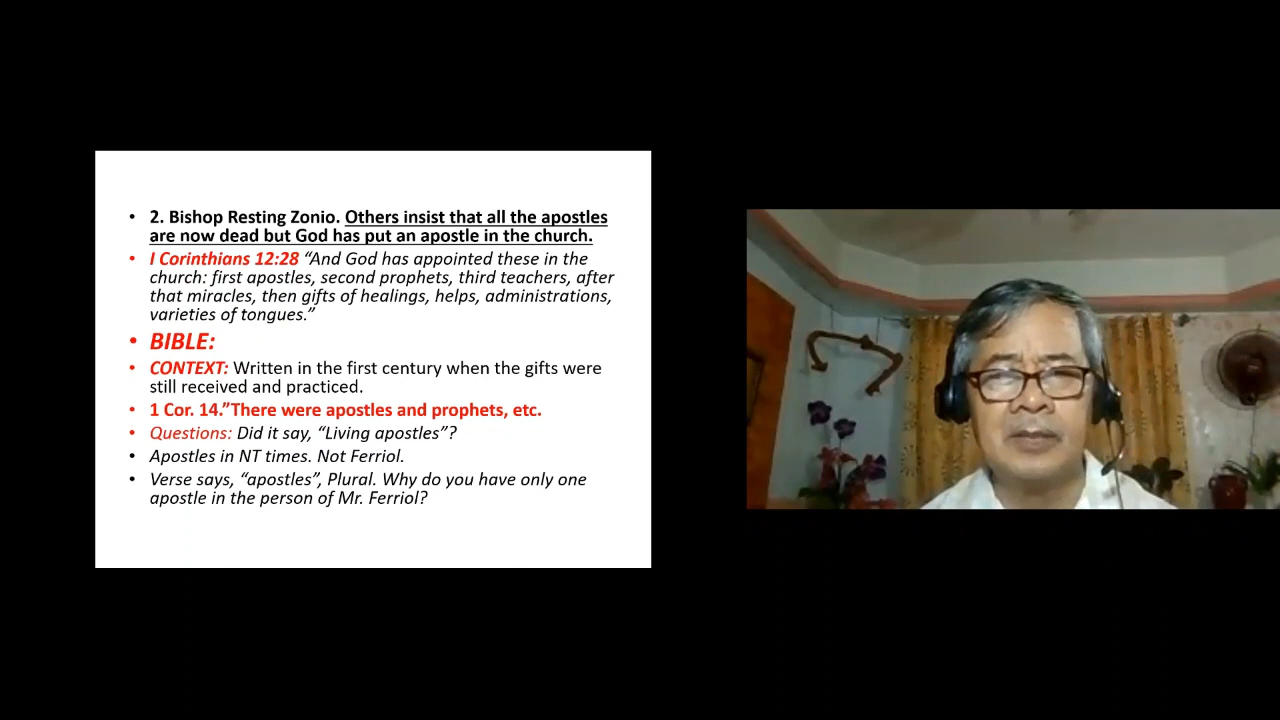 • 2. Bishop Resting Zonio. Others insist that all the apostles
are now dead but God has put an apostle in the church.
• I Corinthians 12:28 “And God has appointed these in the
church: first apostles, second prophets, third teachers, after
that miracles, then gifts of healings, helps, administrations,
varieties of tongues.”
• BIBLE:
• CONTEXT: Written in the first century when the gifts were
still received and practiced.
• 1 Cor. 14.”There were apostles and prophets, etc.
• Questions: Did it say, “Living apostles”?
• Apostles in NT times. Not Ferriol.
• Verse says, “apostles”, Plural. Why do you have only one
apostle in the person of Mr. Ferriol?